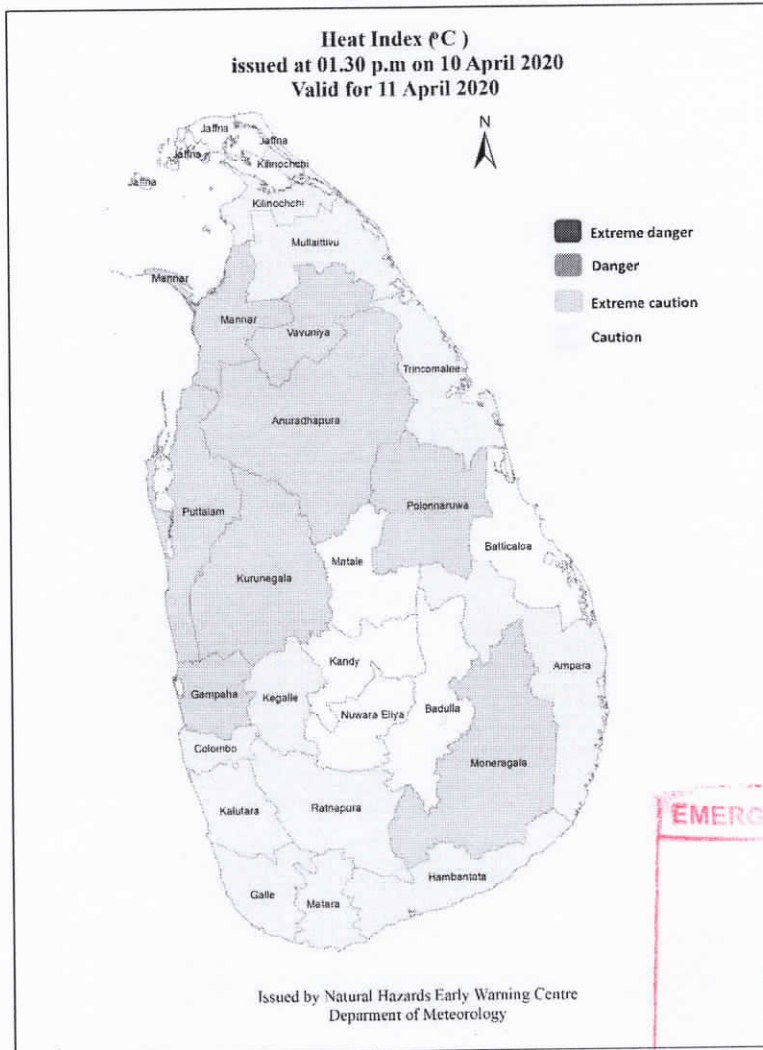 Heat Index (°C )
issued at 01.30 p.m on 10 April 2020
Valid for 11 April 2020
N
Jaffna
Jaffna
Jaffna
Kilinochchi
Jaffna
Kilinochchi
Mullaittivu
Extreme danger
Danger
Extreme caution
Caution
Mannar
Mannar
Vavuniya
Trincomalee
Anuradhapura
Puttalam
Polonnaruwa
Batticaloa
Matale
Kurunegala
Kandy
Ampara
Gampaha
Kegalle
Nuwara Eliya
Badulla
Colombo
Moneragala
Kalutara
Ratnapura
EMERG
Hambantata
Galle
Matara
Issued by Natural Hazards Early Warning Centre
Deparment of Meteorology